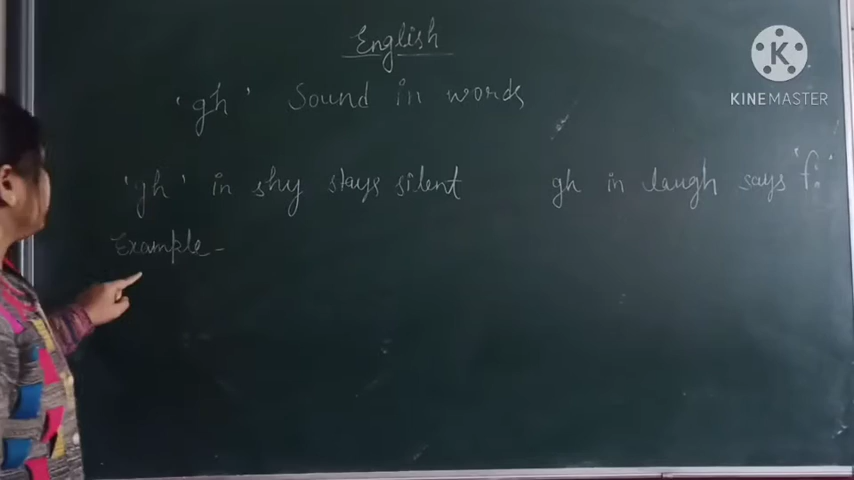 English
'gh' Sound in words
'gh' in shy stays silent gh in laugh says 'f'.
Example -
K
KINEMASTER